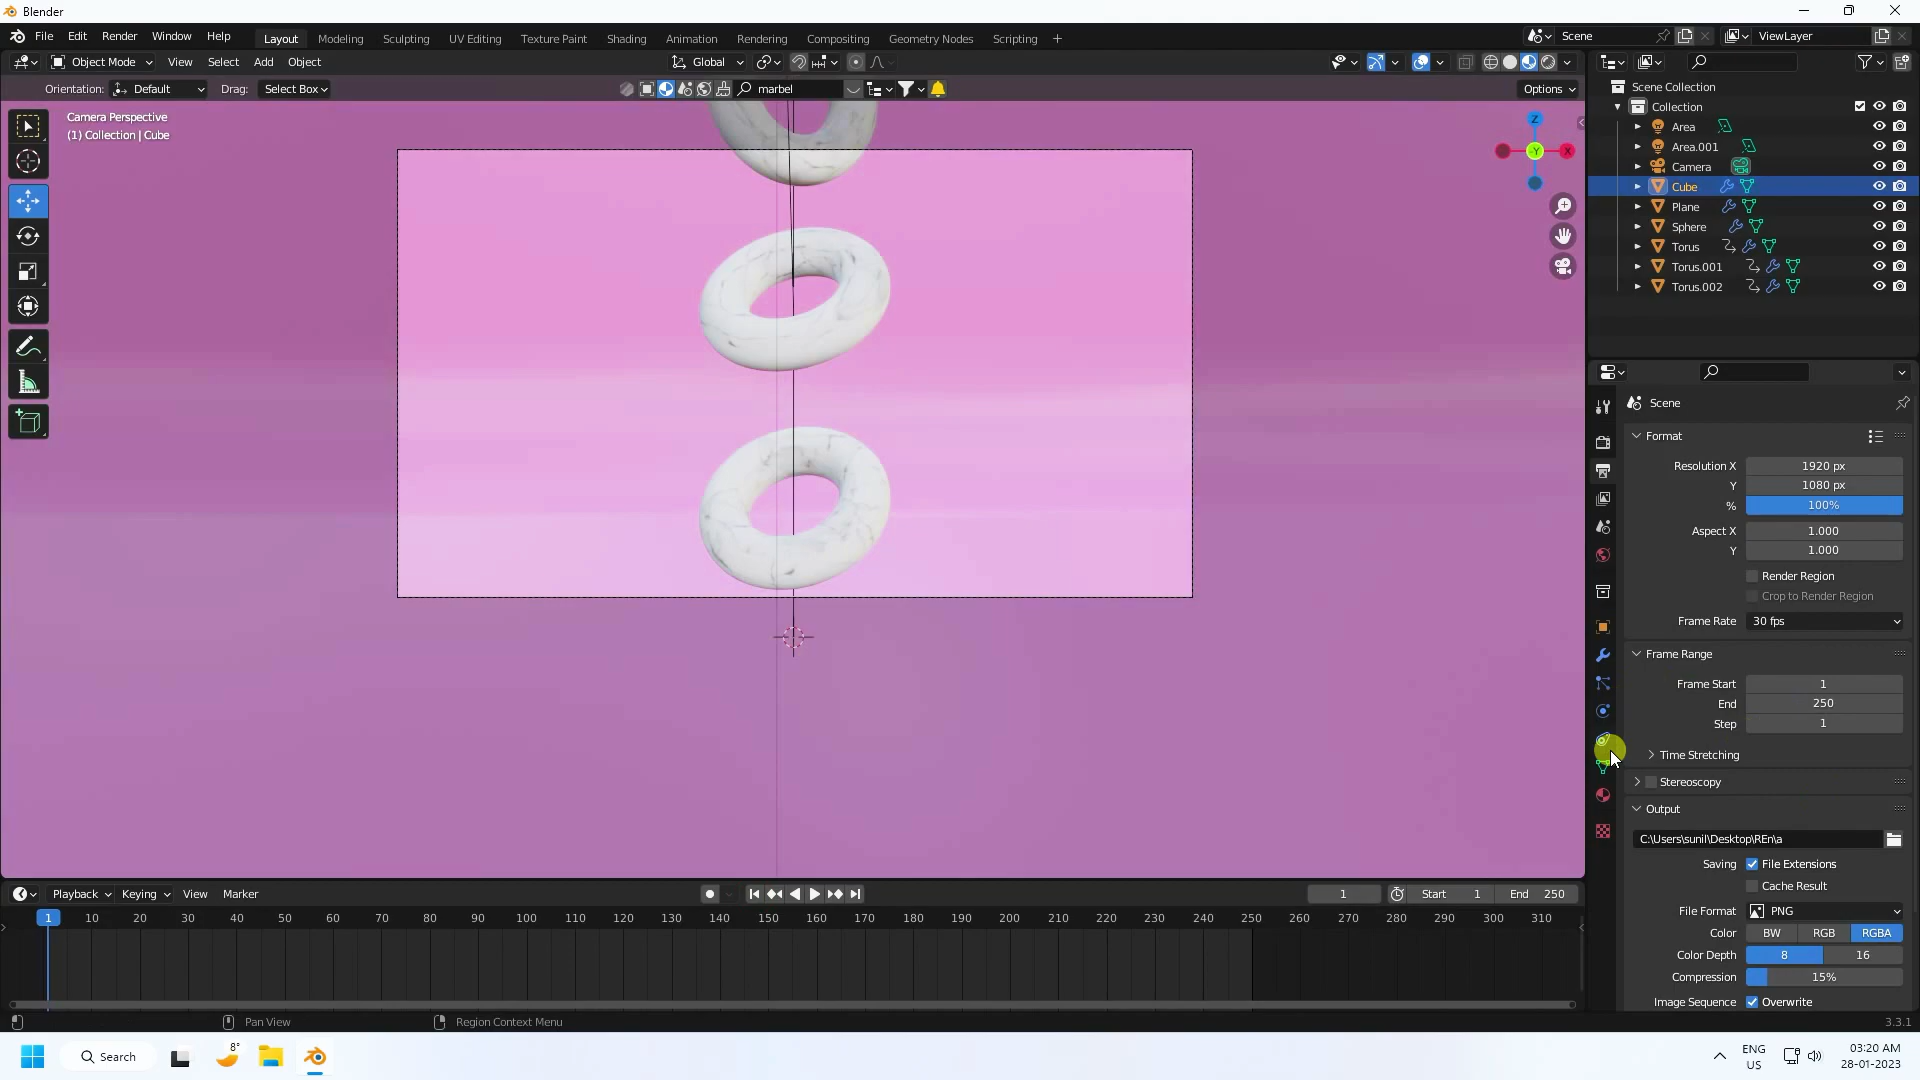 Blender
File Edit Render Window Help Layout Modeling Sculpting UV Editing Texture Paint Shading Animation Rendering Compositing Geometry Nodes Scripting + Scene ViewLayer
Object Mode View Select Add Object Global
Orientation: Default Drag: Select Box marbel Options
Camera Perspective
(1) Collection | Cube
Z
-Y
X
Scene Collection
Collection
Area
Area.001
Camera
Cube
Plane
Sphere
Torus
Torus.001
Torus.002
Scene
Format
Resolution X 1920 px
Y 1080 px
% 100%
Aspect X 1.000
Y 1.000
Render Region
Crop to Render Region
Frame Rate 30 fps
Frame Range
Frame Start 1
End 250
Step 1
Time Stretching
Stereoscopy
Output
C:\Users\sunil\Desktop\REn\a
Saving File Extensions
Cache Result
File Format PNG
Color BW RGB RGBA
Color Depth 8 16
Compression 15%
Image Sequence Overwrite
Playback Keying View Marker 1 Start 1 End 250
1 10 20 30 40 50 60 70 80 90 100 110 120 130 140 150 160 170 180 190 200 210 220 230 240 250 260 270 280 290 300 310
Pan View Region Context Menu 3.3.1
Search 8° ENG US 03:20 AM 28-01-2023